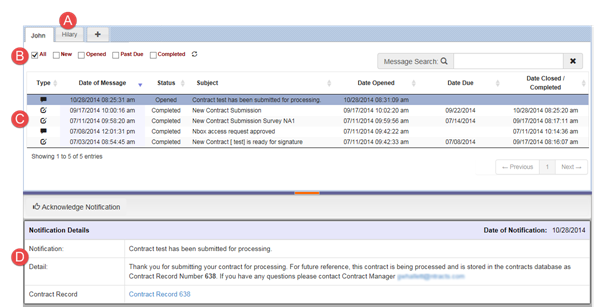 A
John Hilary +
B
All New Opened Past Due Completed
Message Search:
Type Date of Message Status Subject Date Opened Date Due Date Closed / Completed
10/28/2014 08:25:31 am Opened Contract test has been submitted for processing. 10/28/2014 08:31:09 am
09/17/2014 10:00:16 am Completed New Contract Submission 09/17/2014 10:02:20 am 09/22/2014 10/28/2014 08:25:20 am
C
07/11/2014 09:58:20 am Completed New Contract Submission Survey NA1 07/11/2014 09:59:56 am 07/14/2014 09/17/2014 08:17:11 am
07/08/2014 12:01:31 pm Completed Nbox access request approved 07/11/2014 09:42:22 am 07/11/2014 10:14:36 am
07/03/2014 08:54:45 am Completed New Contract [ test] is ready for signature 07/11/2014 09:42:33 am 07/08/2014 09/17/2014 08:16:07 am
Showing 1 to 5 of 5 entries
← Previous 1 Next →
Acknowledge Notification
Notification Details Date of Notification: 10/28/2014
Notification: Contract test has been submitted for processing.
D
Detail: Thank you for submitting your contract for processing. For future reference, this contract is being processed and is stored in the contracts database as
Contract Record Number 638. If you have any questions please contact Contract Manager
Contract Record Contract Record 638